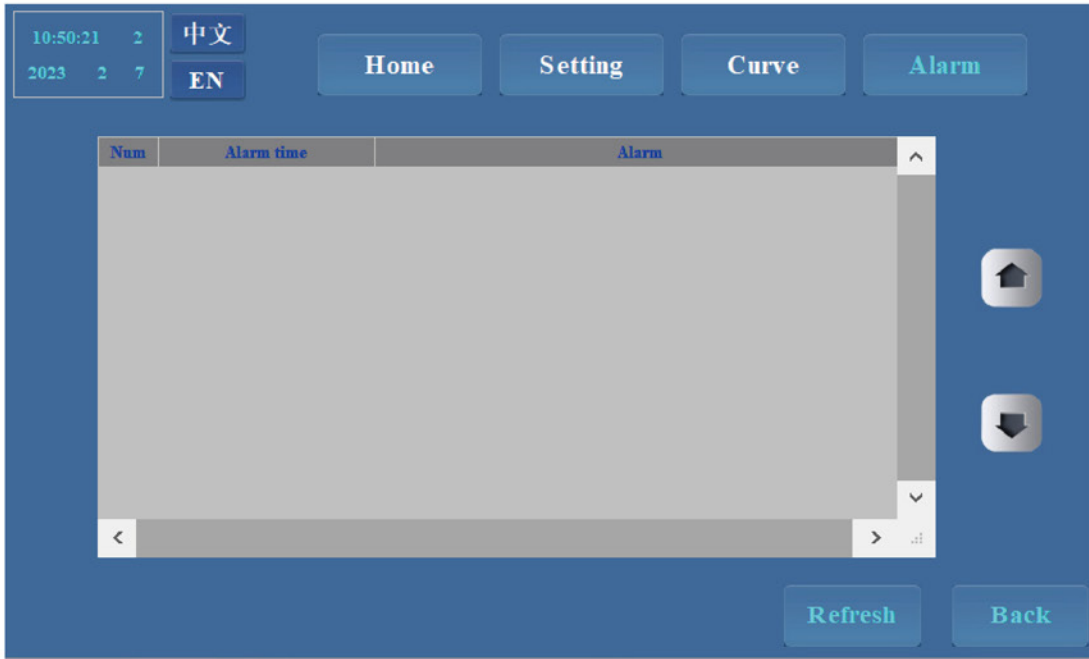 10:50:21 2
2023 2 7
中文
EN
Home Setting Curve Alarm
Num Alarm time Alarm
Refresh Back